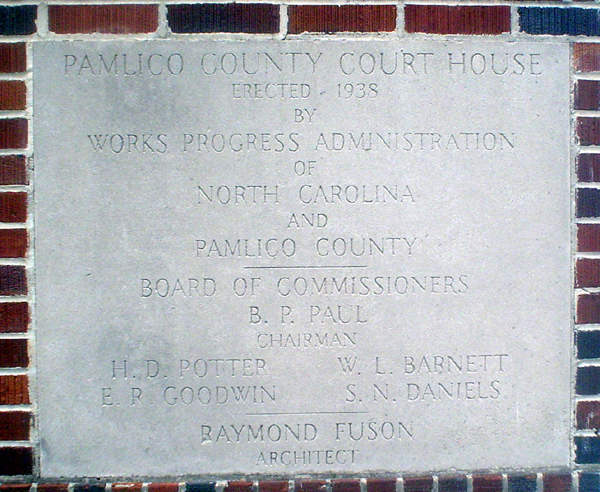 PAMLICO COUNTY COURT HOUSE
ERECTED - 1938
BY
WORKS PROGRESS ADMINISTRATION
OF
NORTH CAROLINA
AND
PAMLICO COUNTY
BOARD OF COMMISSIONERS
B. P. PAUL
CHAIRMAN
H. D. POTTER W. L. BARNETT
E. R. GOODWIN S. N. DANIELS
RAYMOND FUSON
ARCHITECT